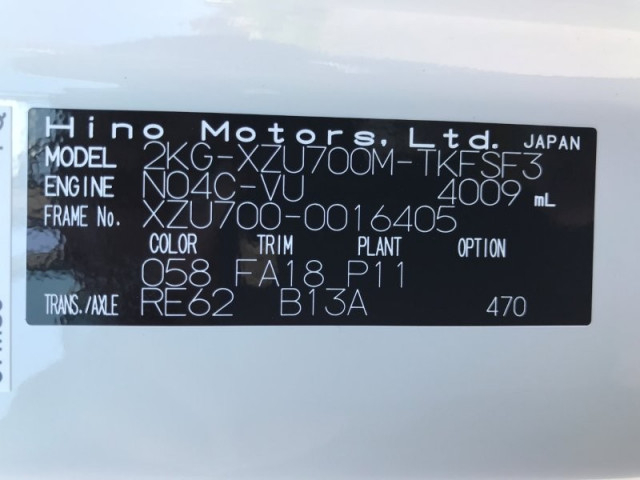 Hino Motors, Ltd. JAPAN
MODEL 2KG-XZU700M-TKFSF3
ENGINE N04C-VU 4009 mL
FRAME No. XZU700-0016405
COLOR TRIM PLANT OPTION
058 FA18 P11
TRANS./AXLE RE62 B13A 470